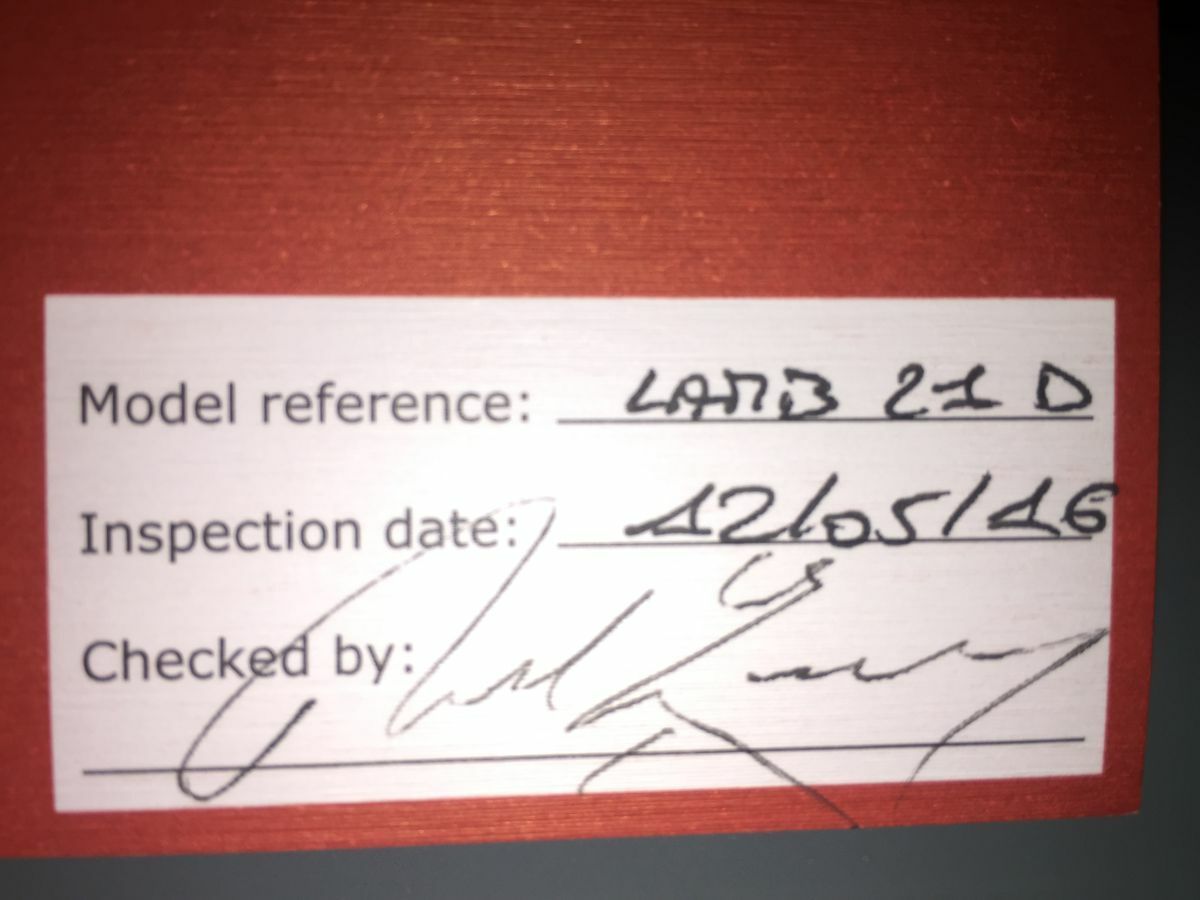 Model reference: LAMB 21 D
Inspection date: 12/05/16
Checked by: